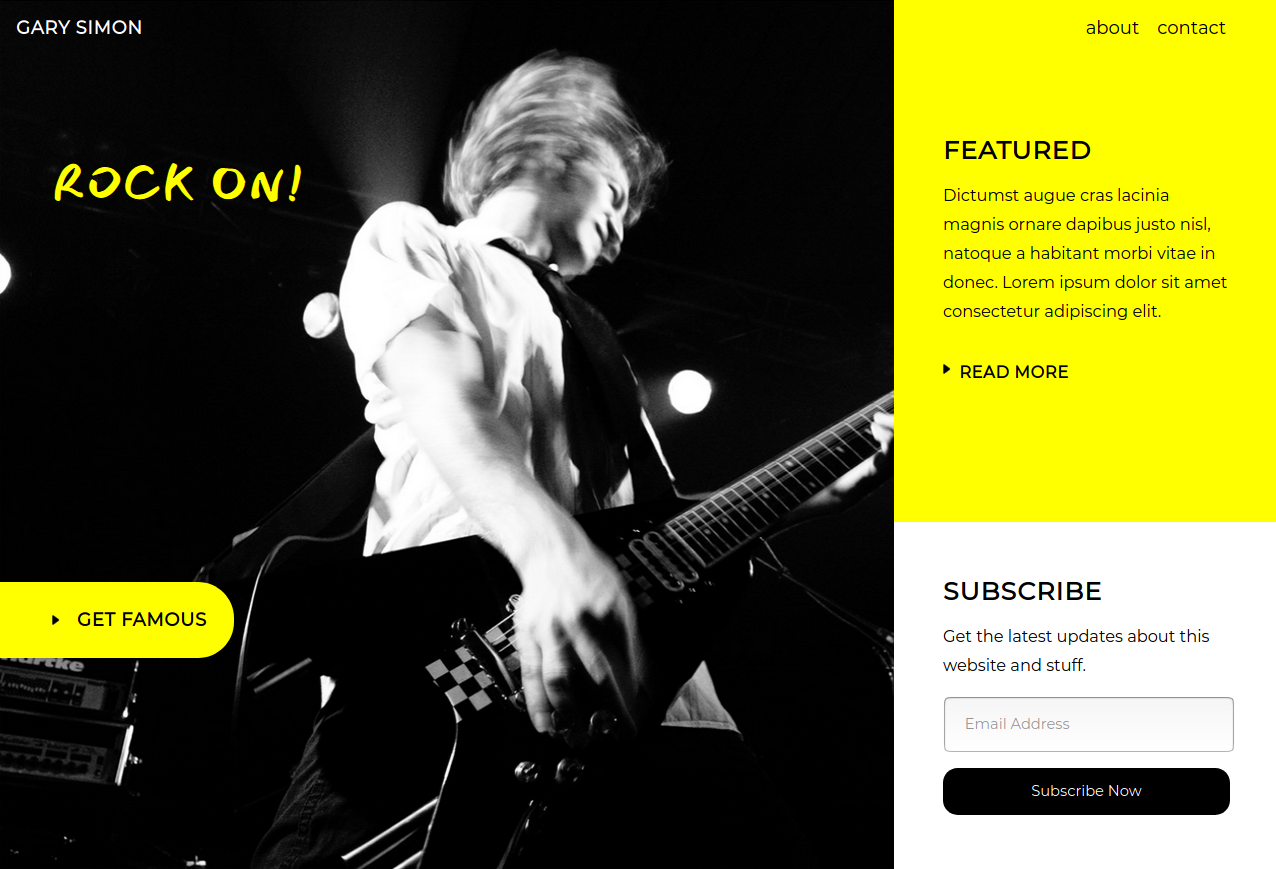 GARY SIMON
about contact
ROCK ON!
FEATURED
Dictumst augue cras lacinia
magnis ornare dapibus justo nisl,
natoque a habitant morbi vitae in
donec. Lorem ipsum dolor sit amet
consectetur adipiscing elit.
READ MORE
GET FAMOUS
SUBSCRIBE
Get the latest updates about this
website and stuff.
Email Address
Subscribe Now